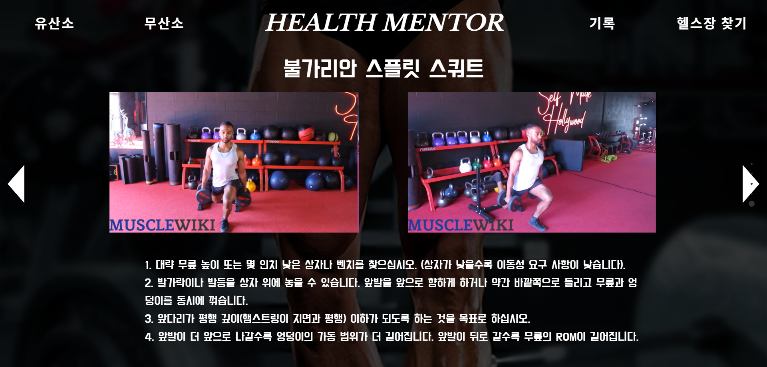 유산소
무산소
HEALTH MENTOR
기록
헬스장 찾기
불가리안 스플릿 스쿼트
Self Made
Hollywood
MUSCLEWIKI
MUSCLEWIKI
1. 대략 무릎 높이 또는 몇 인치 낮은 상자나 벤치를 찾으십시오. (상자가 낮을수록 이동성 요구 사항이 낮습니다).
2. 발가락이나 발등을 상자 위에 놓을 수 있습니다. 앞발을 앞으로 향하게 하거나 약간 바깥쪽으로 돌리고 무릎과 엉
덩이를 동시에 꺾습니다.
3. 앞다리가 평행 깊이(햄스트링이 지면과 평행) 이하가 되도록 하는 것을 목표로 하십시오.
4. 앞발이 더 앞으로 나갈수록 엉덩이의 가동 범위가 더 길어집니다. 앞발이 뒤로 갈수록 무릎의 ROM이 길어집니다.